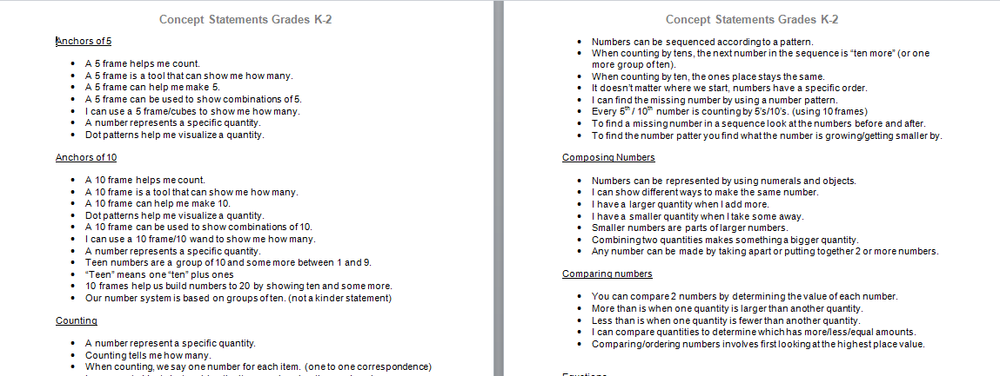 Concept Statements Grades K-2
Anchors of 5
• A 5 frame helps me count.
• A 5 frame is a tool that can show me how many.
• A 5 frame can help me make 5.
• A 5 frame can be used to show combinations of 5.
• I can use a 5 frame/cubes to show me how many.
• A number represents a specific quantity.
• Dot patterns help me visualize a quantity.
Anchors of 10
• A 10 frame helps me count.
• A 10 frame is a tool that can show me how many.
• A 10 frame can help me make 10.
• Dot patterns help me visualize a quantity.
• A 10 frame can be used to show combinations of 10.
• I can use a 10 frame/10 wand to show me how many.
• A number represents a specific quantity.
• Teen numbers are a group of 10 and some more between 1 and 9.
• “Teen” means one “ten” plus ones
• 10 frames help us build numbers to 20 by showing ten and some more.
• Our number system is based on groups of ten. (not a kinder statement)
Counting
• A number represent a specific quantity.
• Counting tells me how many.
• When counting, we say one number for each item. (one to one correspondence)
Concept Statements Grades K-2
• Numbers can be sequenced according to a pattern.
• When counting by tens, the next number in the sequence is “ten more” (or one
more group of ten).
• When counting by ten, the ones place stays the same.
• It doesn’t matter where we start, numbers have a specific order.
• I can find the missing number by using a number pattern.
• Every 5th / 10th number is counting by 5’s/10’s. (using 10 frames)
• To find a missing number in a sequence look at the numbers before and after.
• To find the number patter you find what the number is growing/getting smaller by.
Composing Numbers
• Numbers can be represented by using numerals and objects.
• I can show different ways to make the same number.
• I have a larger quantity when I add more.
• I have a smaller quantity when I take some away.
• Smaller numbers are parts of larger numbers.
• Combining two quantities makes something a bigger quantity.
• Any number can be made by taking apart or putting together 2 or more numbers.
Comparing numbers
• You can compare 2 numbers by determining the value of each number.
• More than is when one quantity is larger than another quantity.
• Less than is when one quantity is fewer than another quantity.
• I can compare quantities to determine which has more/less/equal amounts.
• Comparing/ordering numbers involves first looking at the highest place value.